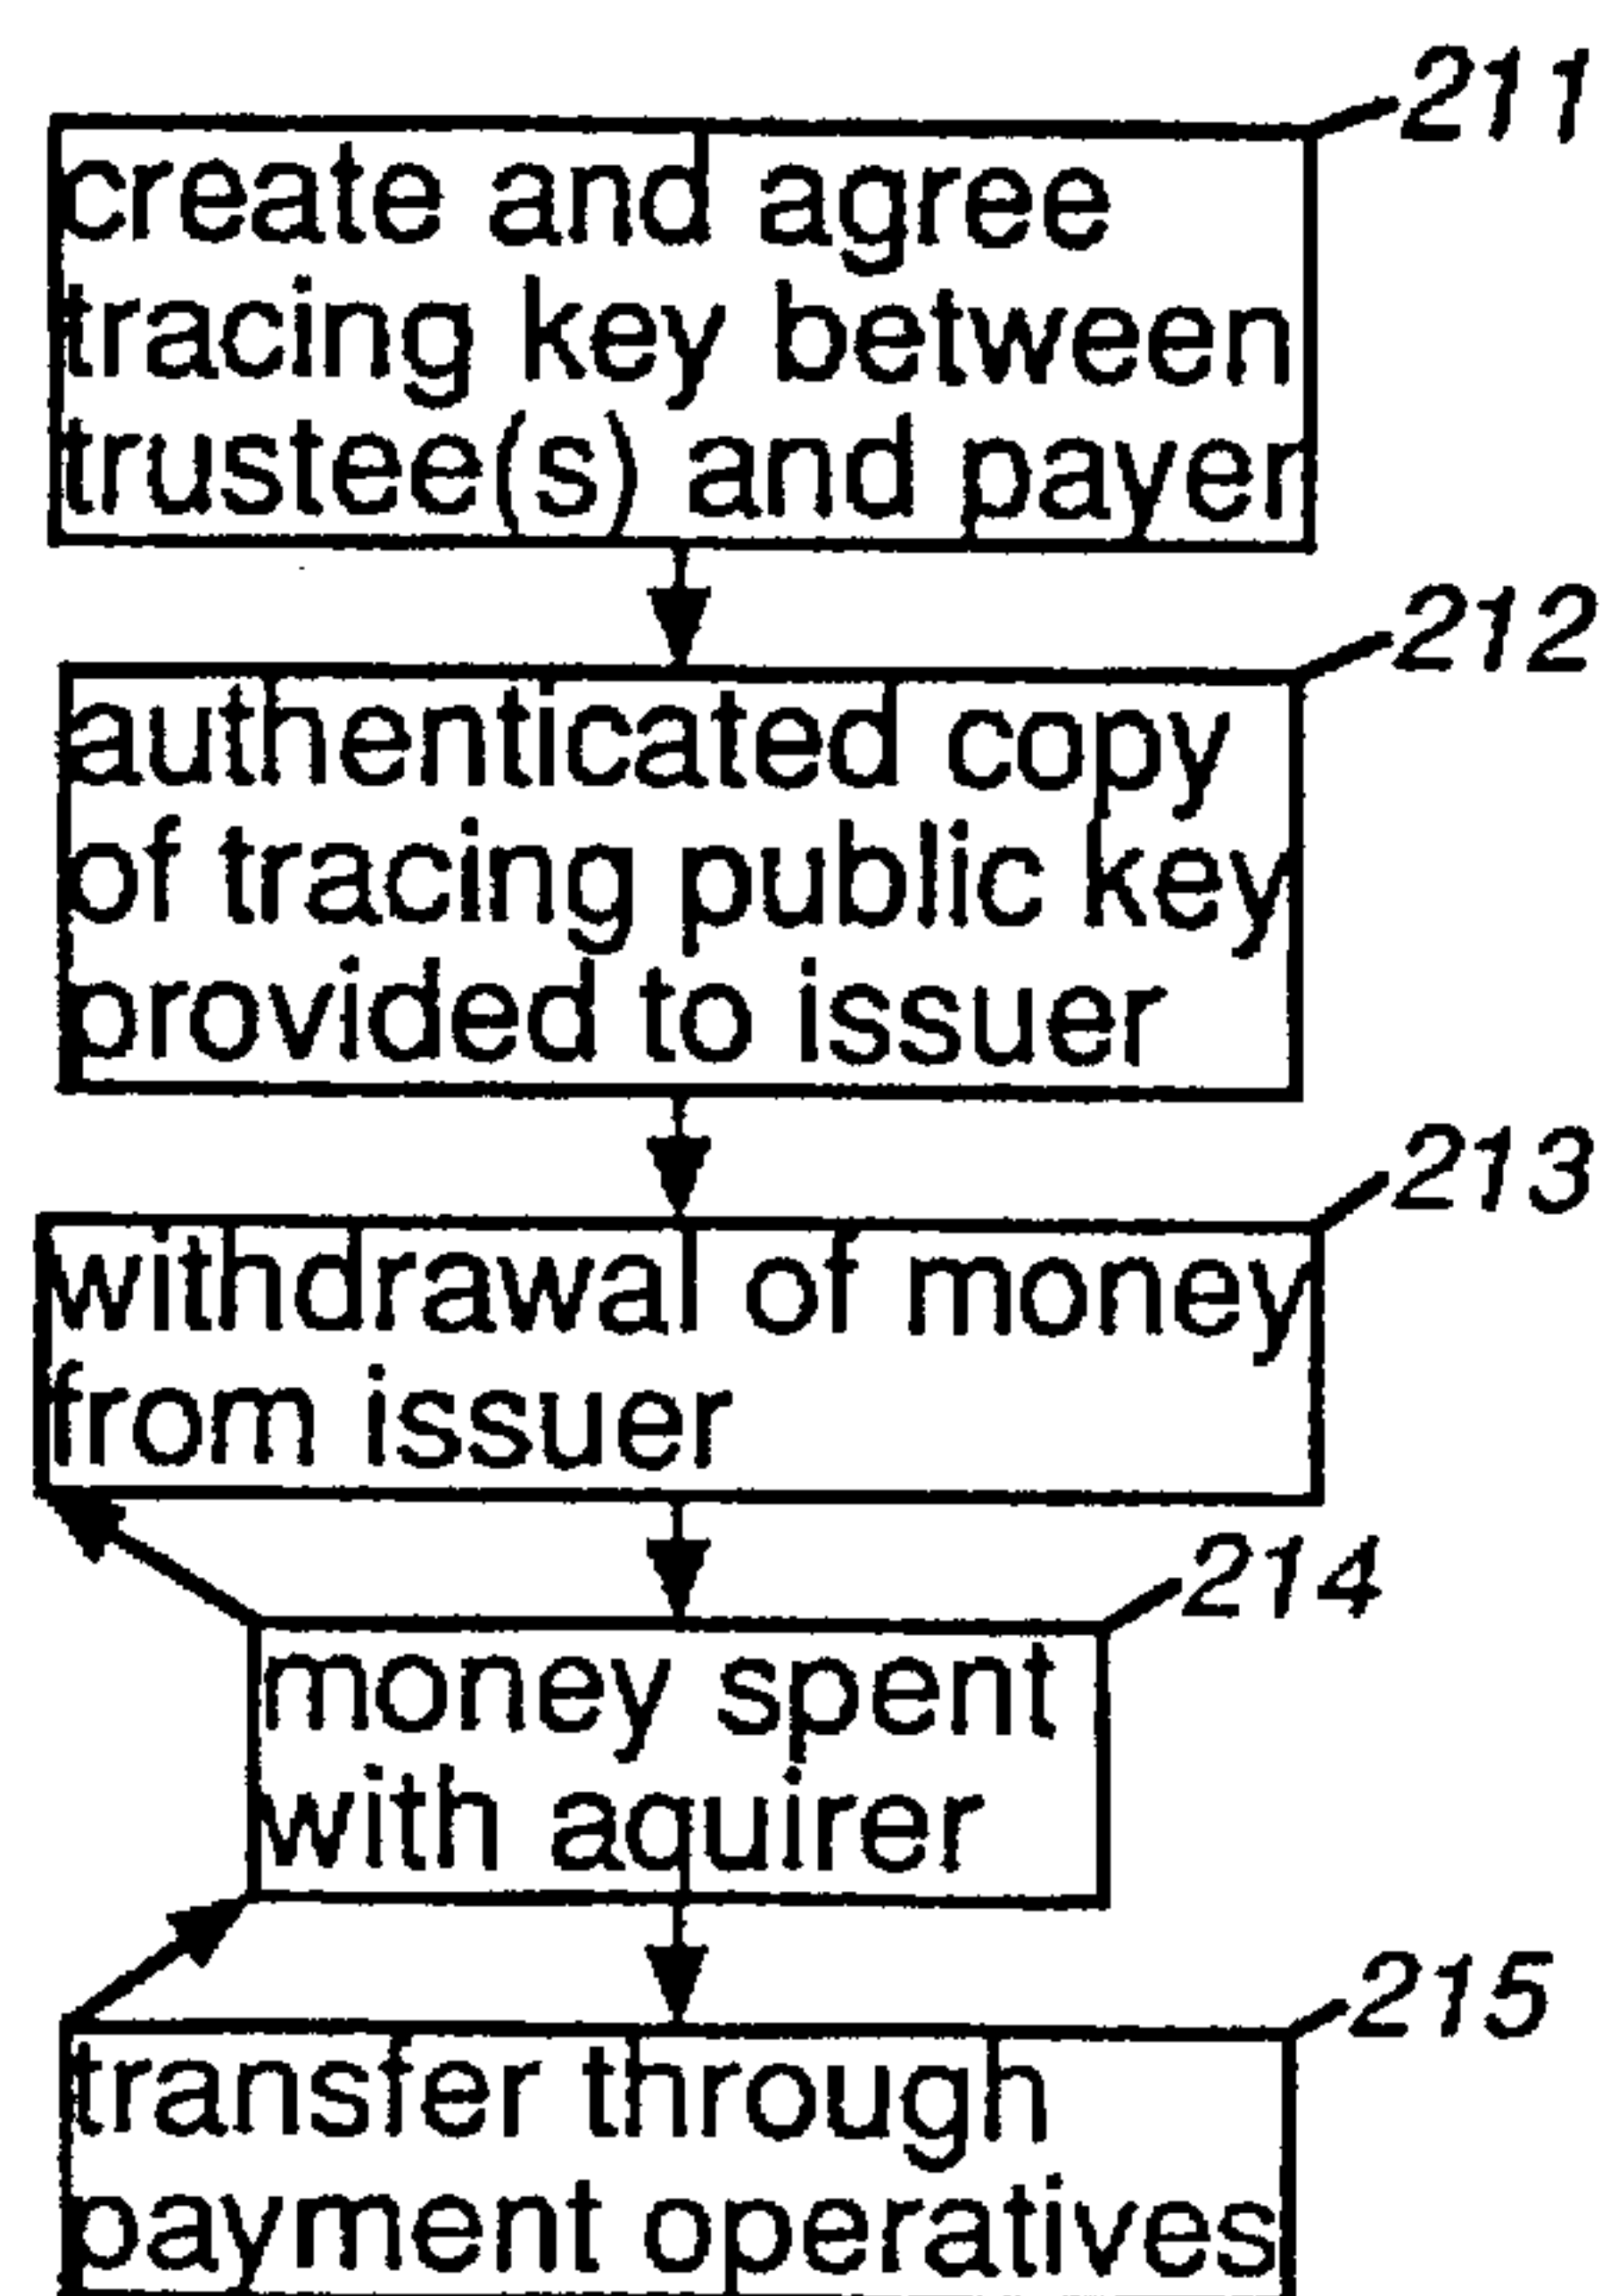 211
create and agree
tracing key between
trustee(s) and payer
212
authenticated copy
of tracing public key
provided to issuer
213
withdrawal of money
from issuer
214
money spent
with aquirer
215
transfer through
payment operatives